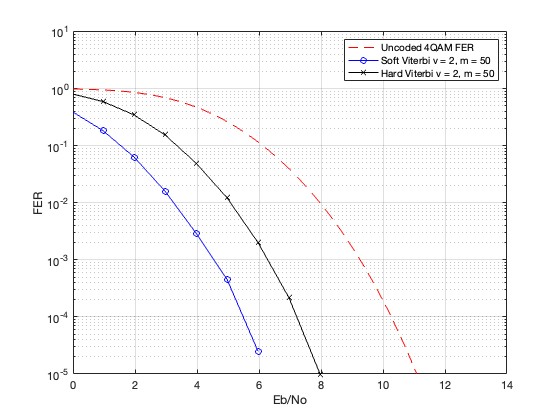 10^1
10^0
10^-1
10^-2
10^-3
10^-4
10^-5
FER
0 2 4 6 8 10 12 14
Eb/No
Uncoded 4QAM FER
Soft Viterbi v = 2, m = 50
Hard Viterbi v = 2, m = 50